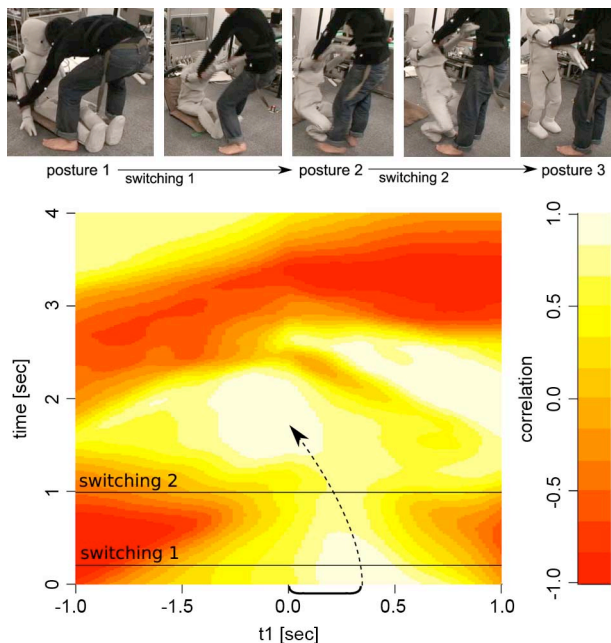 posture 1
switching 1
posture 2
switching 2
posture 3
4
3
2
1
0
time [sec]
switching 2
switching 1
-1.0
-0.5
0.0
0.5
1.0
t1 [sec]
1.0
0.5
0.0
-0.5
-1.0
correlation